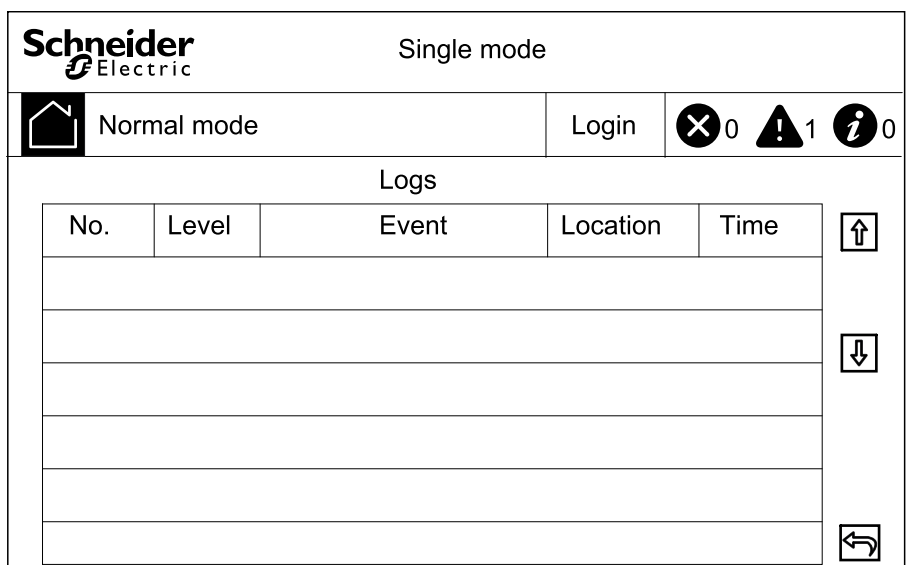 Schneider
Electric
Single mode
Normal mode
Login
0
1
0
Logs
No. Level Event Location Time